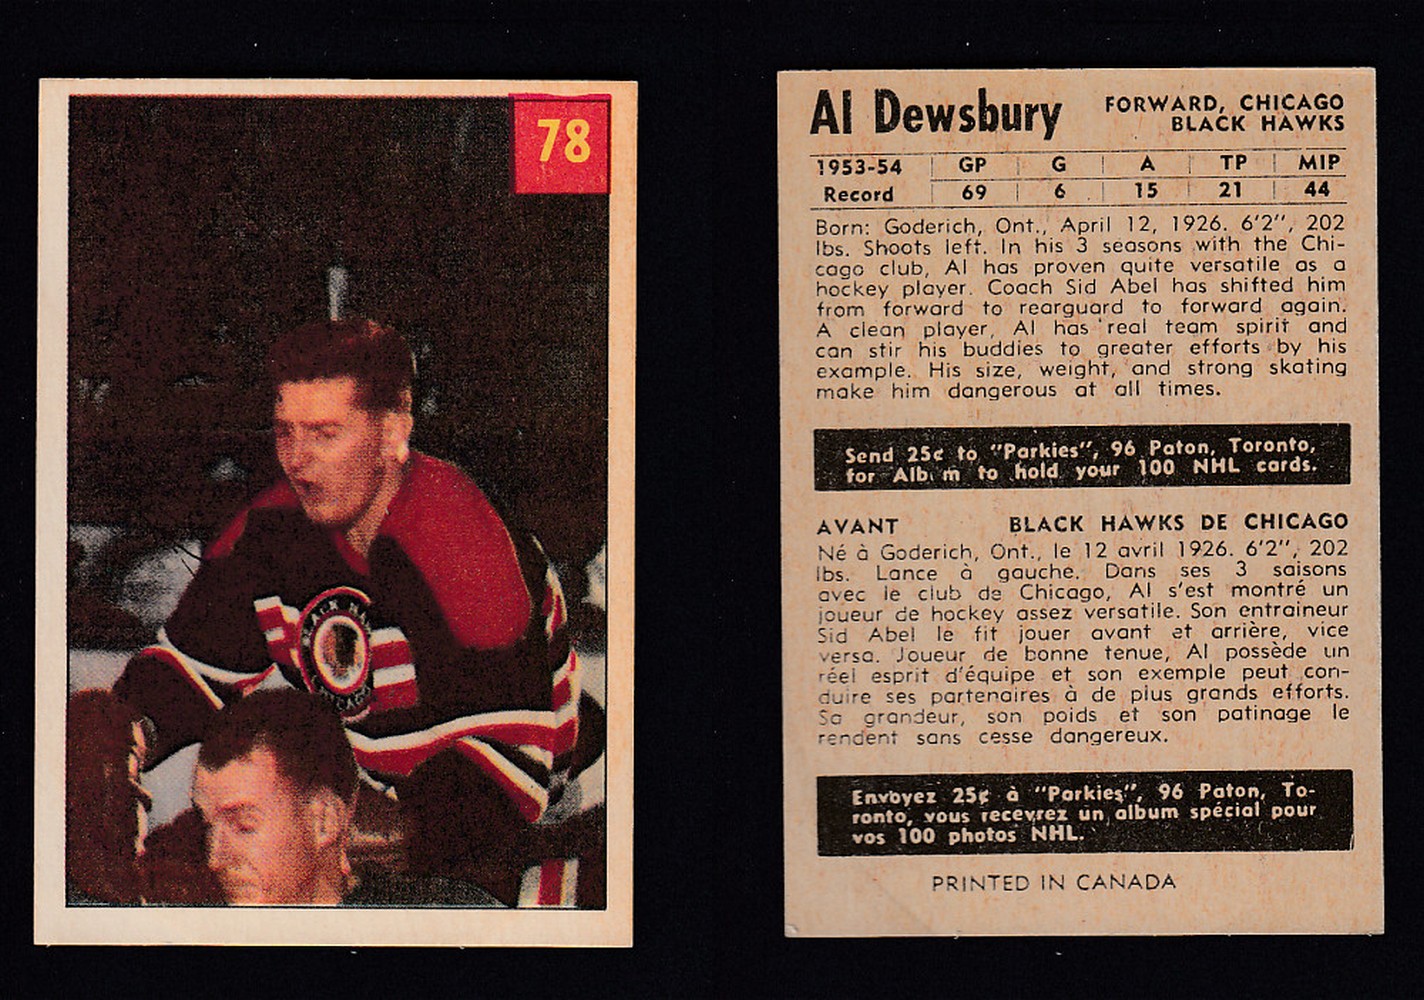 78
BLACK HAWKS
CHICAGO
Al Dewsbury
FORWARD, CHICAGO
BLACK HAWKS
1953-54 GP G A TP MIP
Record 69 6 15 21 44
Born: Goderich, Ont., April 12, 1926. 6'2", 202
lbs. Shoots left. In his 3 seasons with the Chi-
cago club, Al has proven quite versatile as a
hockey player. Coach Sid Abel has shifted him
from forward to rearguard to forward again.
A clean player, Al has real team spirit and
can stir his buddies to greater efforts by his
example. His size, weight, and strong skating
make him dangerous at all times.
Send 25¢ to "Parkies", 96 Paton, Toronto,
for Album to hold your 100 NHL cards.
AVANT BLACK HAWKS DE CHICAGO
Né à Goderich, Ont., le 12 avril 1926. 6'2", 202
lbs. Lance à gauche. Dans ses 3 saisons
avec le club de Chicago, Al s'est montré un
joueur de hockey assez versatile. Son entraineur
Sid Abel le fit jouer avant et arrière, vice
versa. Joueur de bonne tenue, Al possède un
réel esprit d'équipe et son exemple peut con-
duire ses partenaires à de plus grands efforts.
Sa grandeur, son poids et son patinage le
rendent sans cesse dangereux.
Envoyez 25¢ à "Parkies", 96 Paton, To-
ronto, vous recevrez un album spécial pour
vos 100 photos NHL.
PRINTED IN CANADA